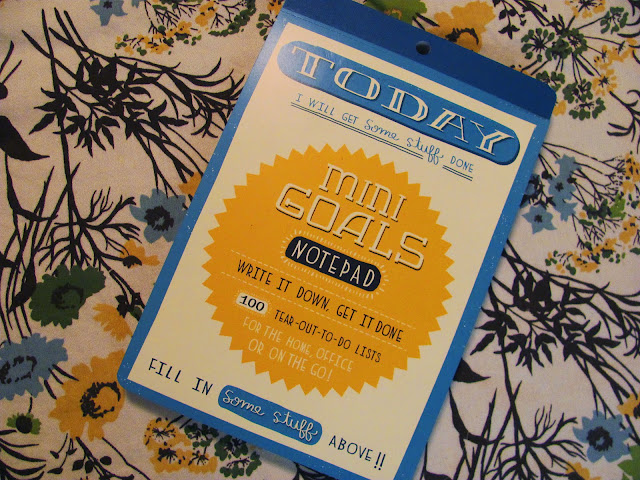 TODAY
I WILL GET some stuff DONE
mini
GOALS
NOTEPAD
WRITE IT DOWN, GET IT DONE
100 TEAR-OUT-TO-DO LISTS
FOR THE HOME, OFFICE
OR ON THE GO!
FILL IN some stuff ABOVE!!